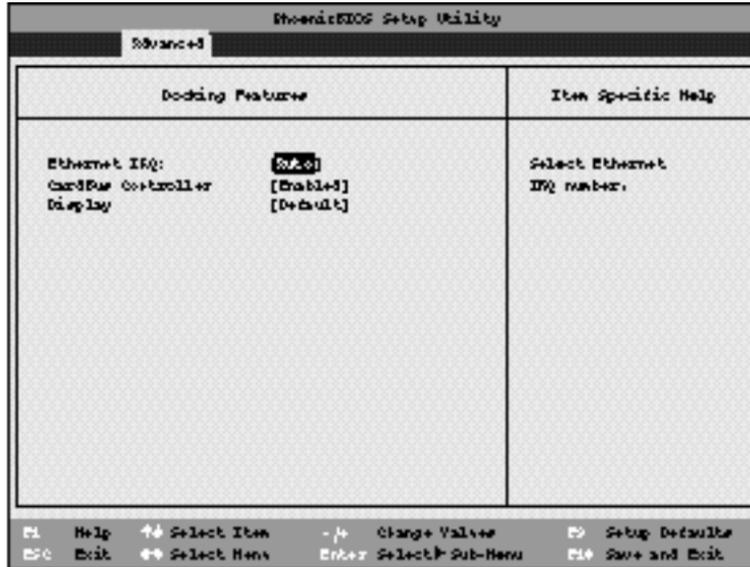 PhoenixBIOS Setup Utility
Advanced
Docking Features
Item Specific Help
Ethernet IRQ: [Auto]
CardBus Controller [Enabled]
Display [Default]
Select Ethernet
IRQ number.
F1 Help ↑↓ Select Item -/+ Change Values F9 Setup Defaults
ESC Exit ←→ Select Menu Enter Select ▶ Sub-Menu F10 Save and Exit